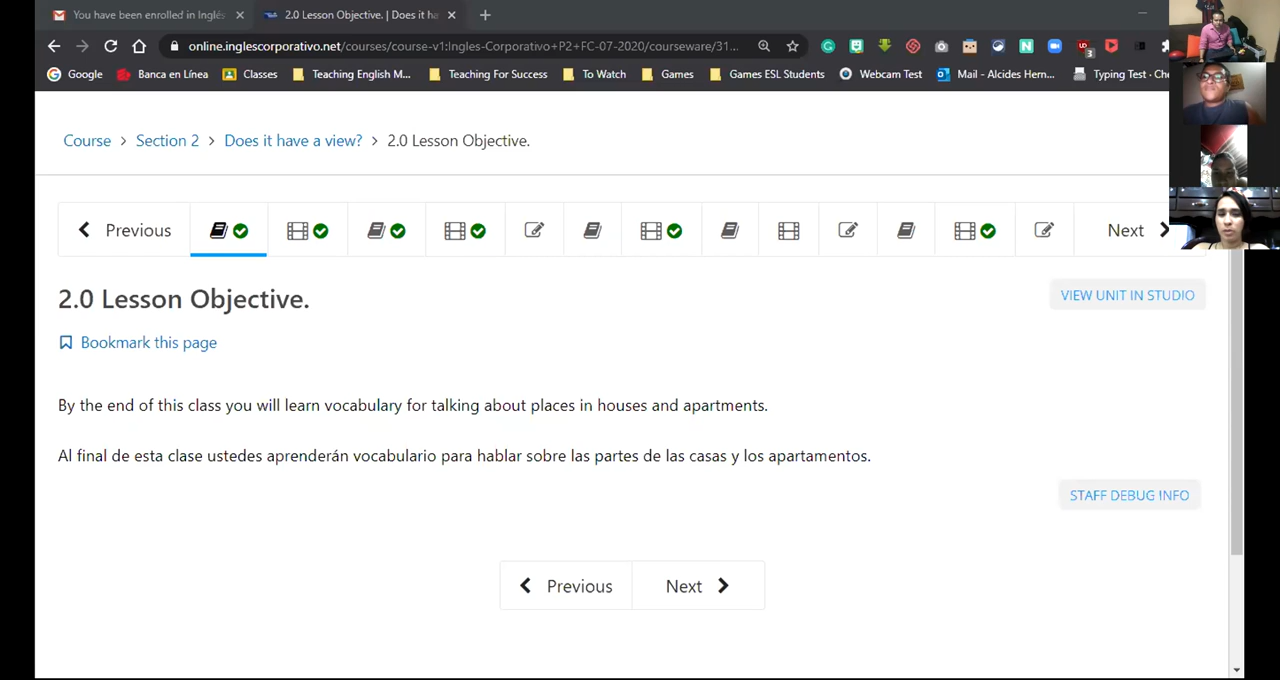 You have been enrolled in Inglés
2.0 Lesson Objective. | Does it ha
online.inglescorporativo.net/courses/course-v1:Ingles-Corporativo+P2+FC-07-2020/courseware/31...
Google Banca en Línea Classes Teaching English M... Teaching For Success To Watch Games Games ESL Students Webcam Test Mail - Alcides Hern... Typing Test · Che
Course > Section 2 > Does it have a view? > 2.0 Lesson Objective.
Previous Next
2.0 Lesson Objective.
VIEW UNIT IN STUDIO
Bookmark this page
By the end of this class you will learn vocabulary for talking about places in houses and apartments.
Al final de esta clase ustedes aprenderán vocabulario para hablar sobre las partes de las casas y los apartamentos.
STAFF DEBUG INFO
Previous Next